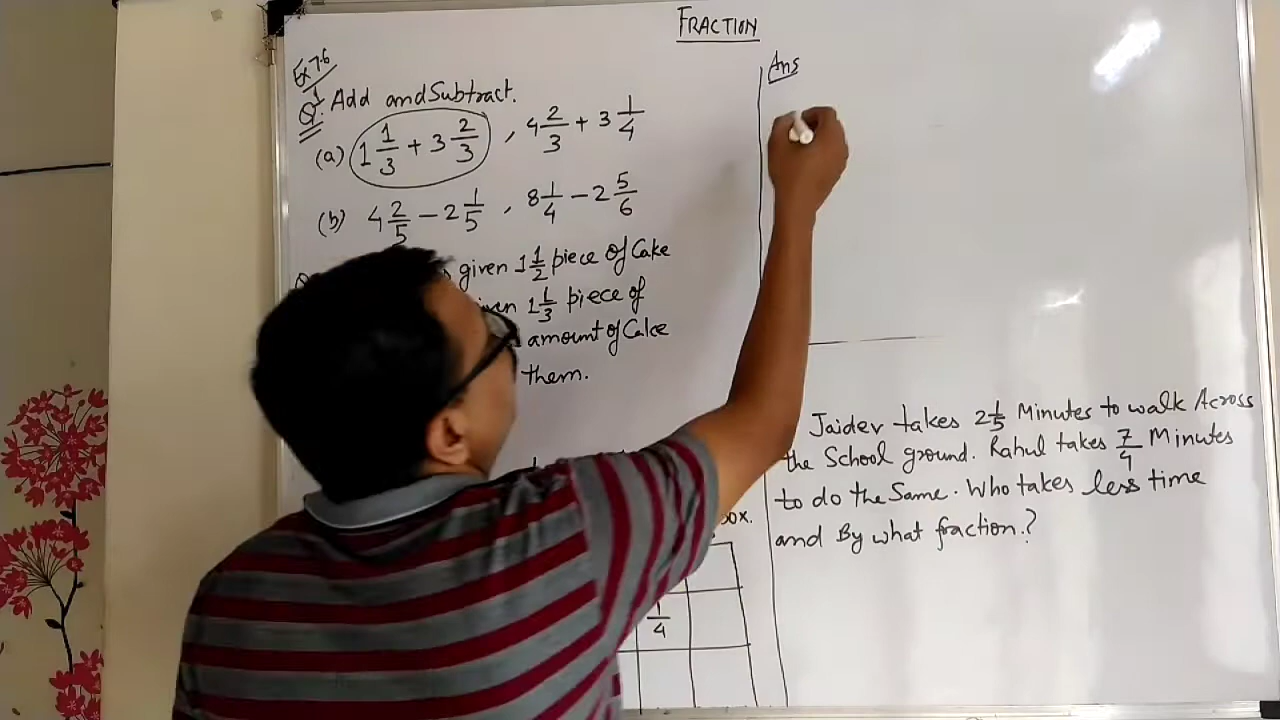 FRACTION
Ex 7.6
Q1. Add and Subtract.
(a) 1 1/3 + 3 2/3 , 4 2/3 + 3 1/4
(b) 4 2/5 - 2 1/5 , 8 1/4 - 2 5/6
given 1 1/2 piece of Cake
1 1/3 piece of
amount of Cake
them.
box.
1/4
Ans
Jaidev takes 2 1/5 Minutes to walk Across
the School ground. Rahul takes 7/4 Minutes
to do the Same. Who takes less time
and By what fraction.?